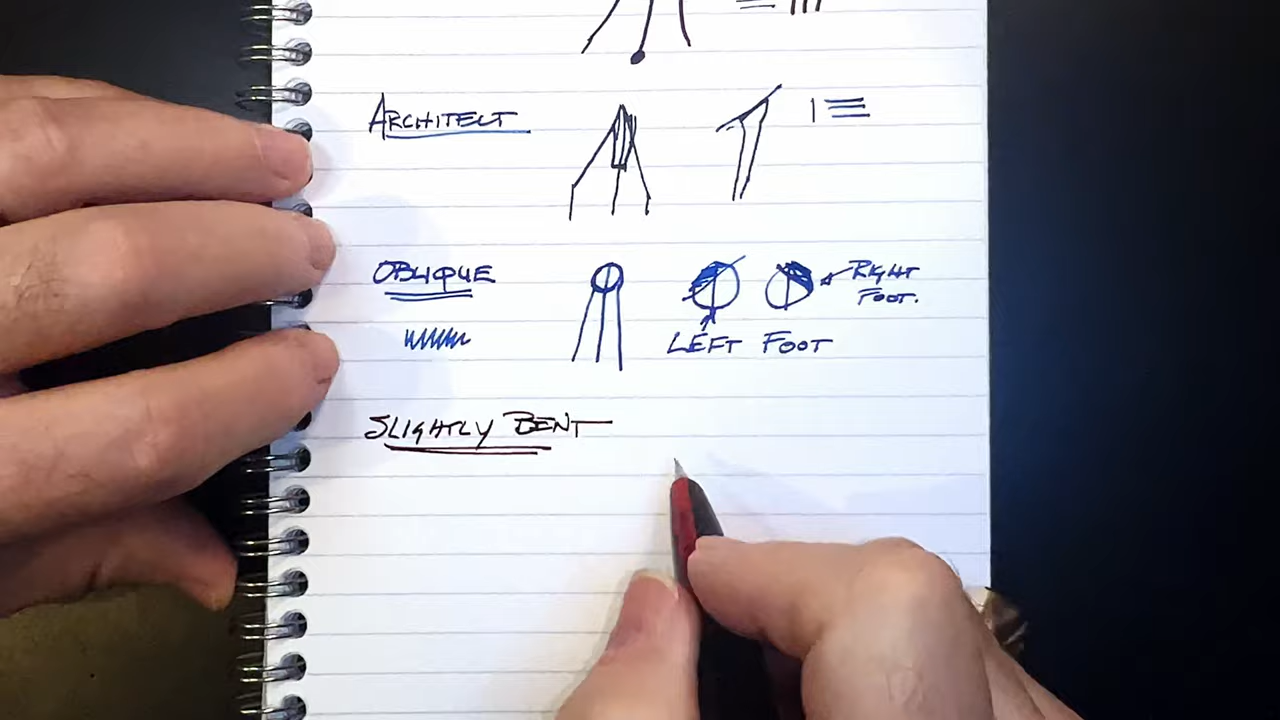 ARCHITECT
OBLIQUE
RIGHT
FOOT.
LEFT FOOT
SLIGHTLY BENT